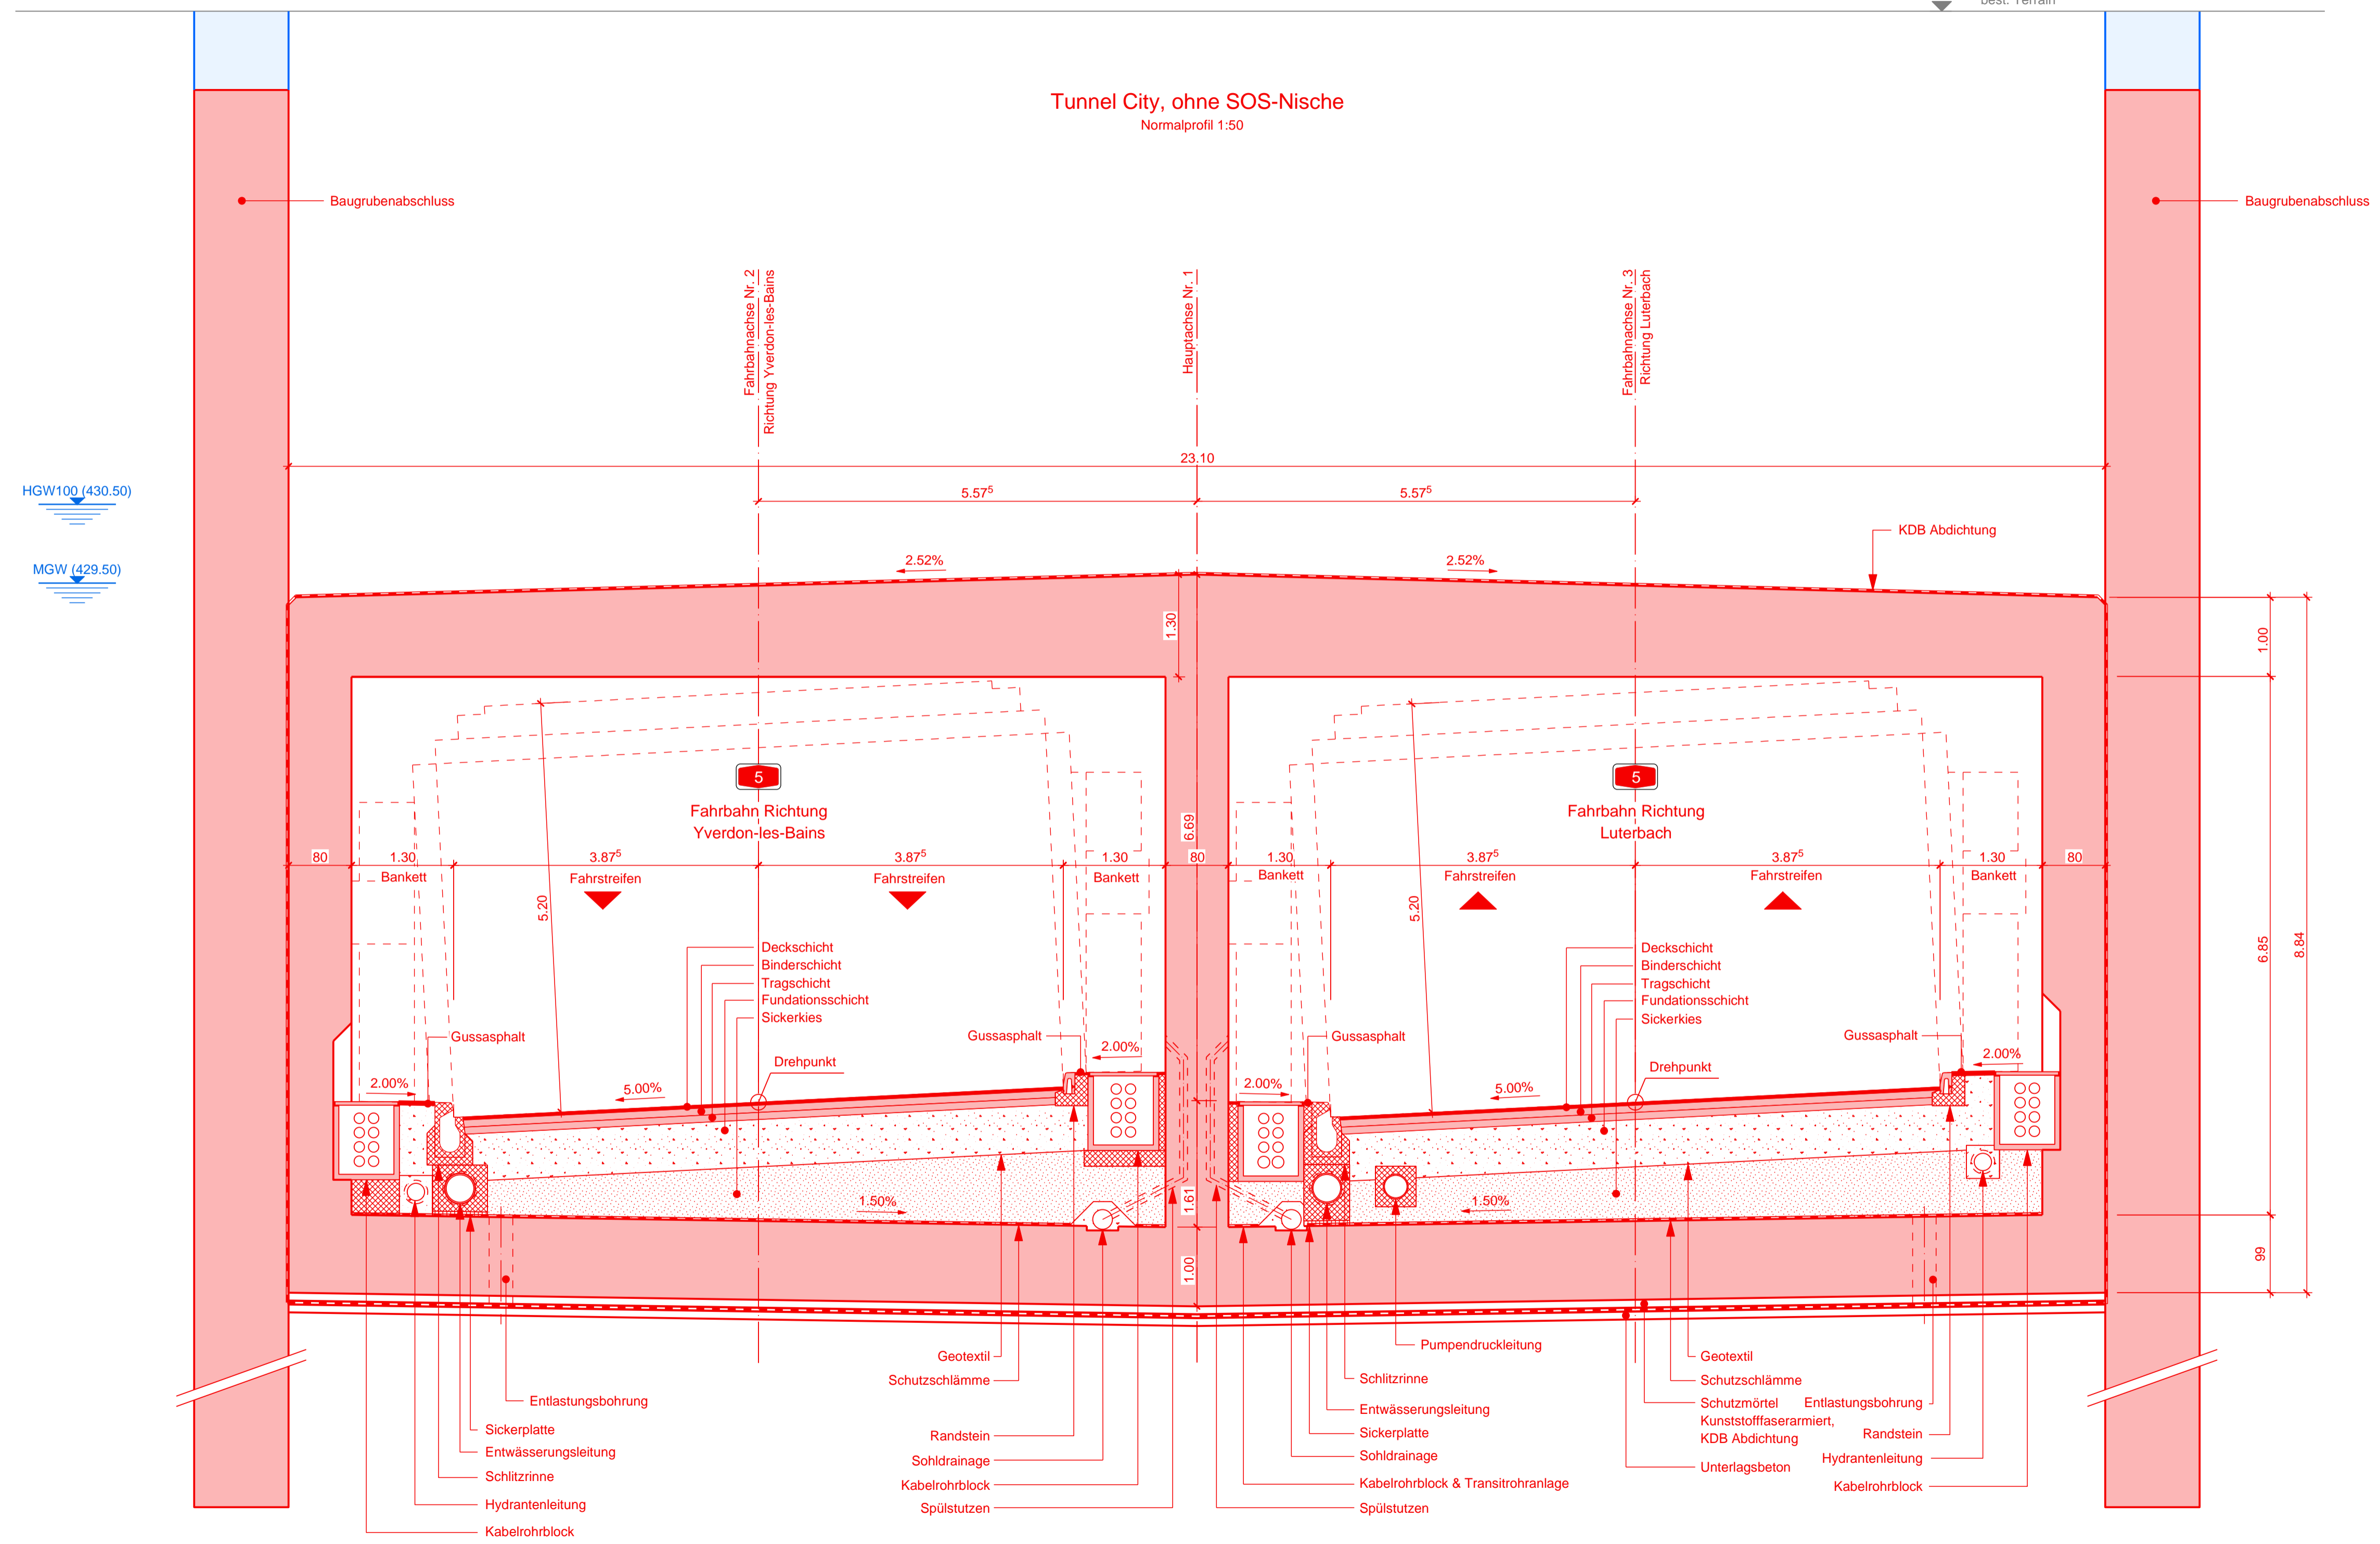 best. Terrain
Tunnel City, ohne SOS-Nische
Normalprofil 1:50
Baugrubenabschluss
Baugrubenabschluss
Fahrbahnachse Nr. 2
Richtung Yverdon-les-Bains
Hauptachse Nr. 1
Fahrbahnachse Nr. 3
Richtung Luterbach
23.10
HGW100 (430.50)
5.57⁵
5.57⁵
KDB Abdichtung
MGW (429.50)
2.52%
2.52%
1.30
1.00
5
Fahrbahn Richtung
Yverdon-les-Bains
5
Fahrbahn Richtung
Luterbach
6.69
80
1.30
Bankett
3.87⁵
Fahrstreifen
3.87⁵
Fahrstreifen
1.30
Bankett
80
1.30
Bankett
3.87⁵
Fahrstreifen
3.87⁵
Fahrstreifen
1.30
Bankett
80
5.20
5.20
6.85
8.84
Deckschicht
Binderschicht
Tragschicht
Fundationsschicht
Sickerkies
Deckschicht
Binderschicht
Tragschicht
Fundationsschicht
Sickerkies
Gussasphalt
Gussasphalt
Gussasphalt
Gussasphalt
2.00%
2.00%
Drehpunkt
Drehpunkt
2.00%
5.00%
2.00%
5.00%
1.50%
1.61
1.50%
1.00
99
Geotextil
Schutzschlämme
Pumpendruckleitung
Geotextil
Schlitzrinne
Schutzschlämme
Entlastungsbohrung
Schutzmörtel
Kunststofffaserarmiert,
KDB Abdichtung
Entlastungsbohrung
Entwässerungsleitung
Sickerplatte
Randstein
Sickerplatte
Randstein
Entwässerungsleitung
Sohldrainage
Sohldrainage
Hydrantenleitung
Unterlagsbeton
Schlitzrinne
Kabelrohrblock
Kabelrohrblock & Transitrohranlage
Kabelrohrblock
Hydrantenleitung
Spülstutzen
Spülstutzen
Kabelrohrblock